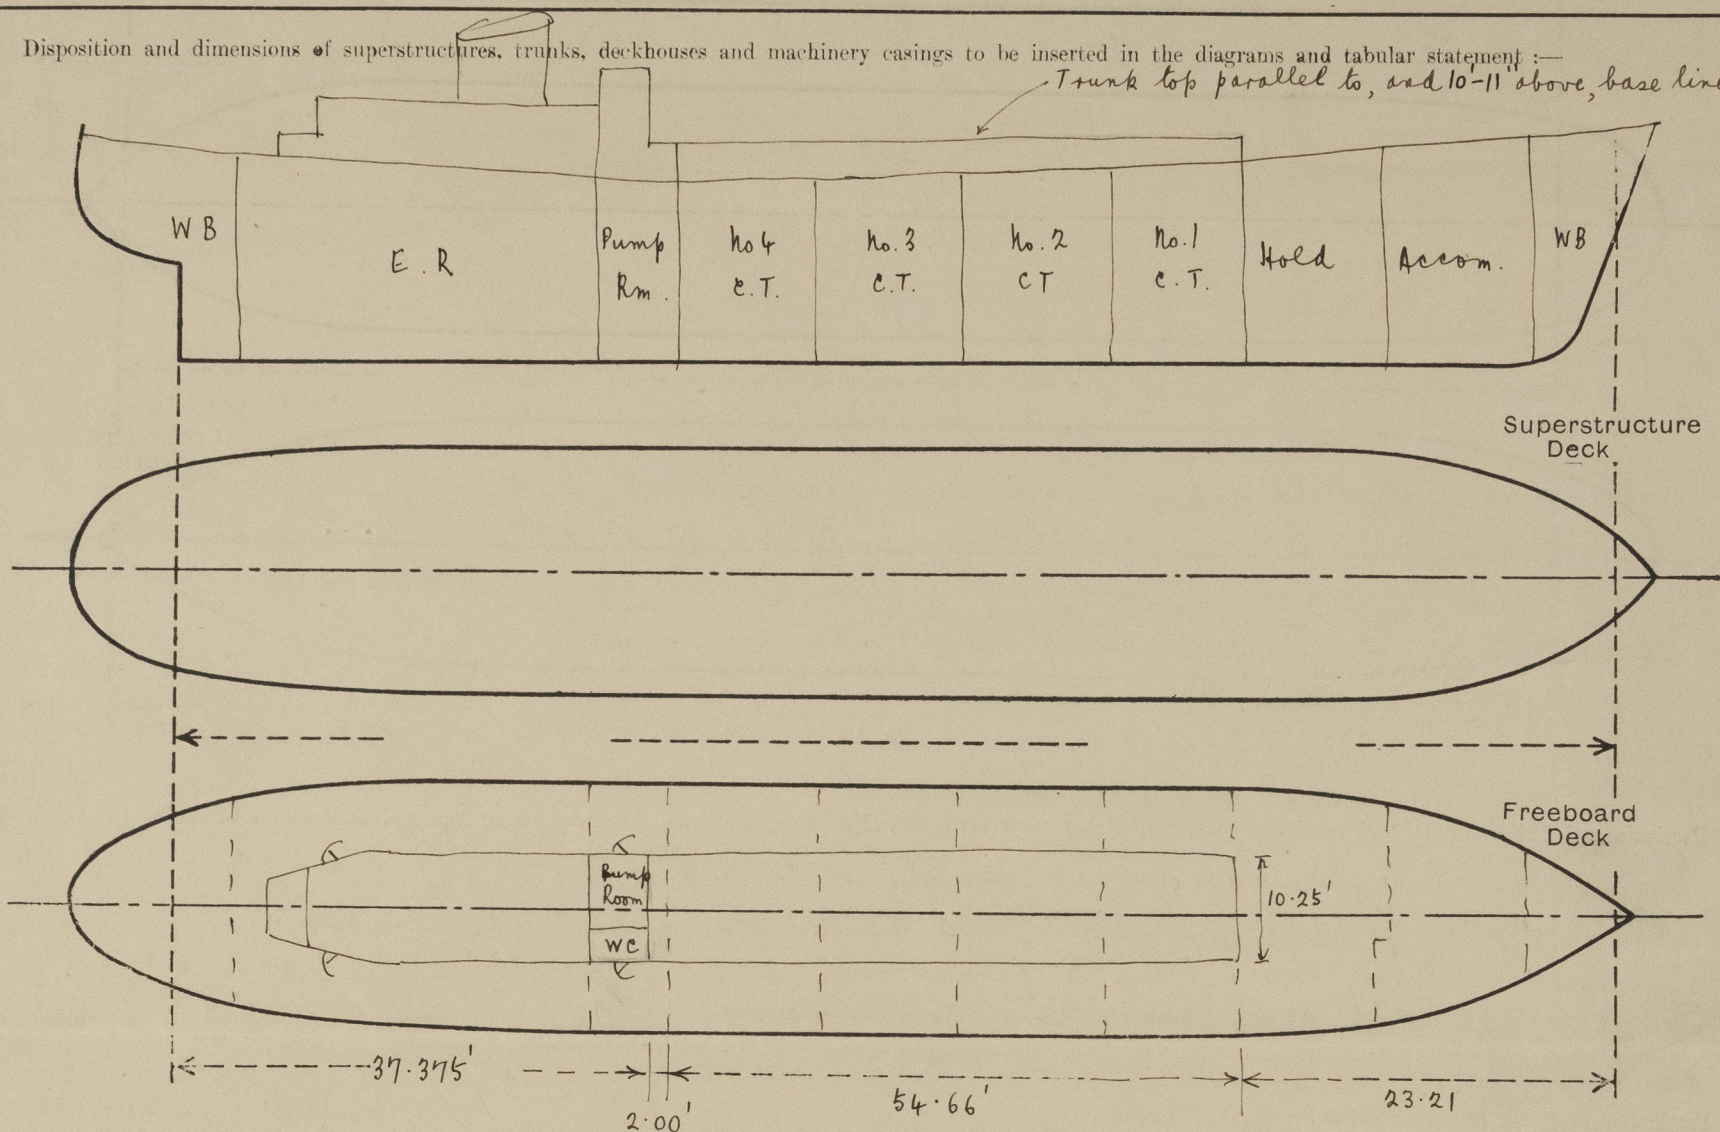 Disposition and dimensions of superstructures, trunks, deckhouses and machinery casings to be inserted in the diagrams and tabular statement :—
Trunk top parallel to, and 10'-11" above, base line
W B
E . R
Pump
Rm.
No 4
C.T.
No. 3
C.T.
No. 2
CT
No. 1
C.T.
Hold
Accom.
WB
Superstructure
Deck
Freeboard
Deck
Pump
Room
WC
10.25'
37.375'
2.00'
54.66'
23.21